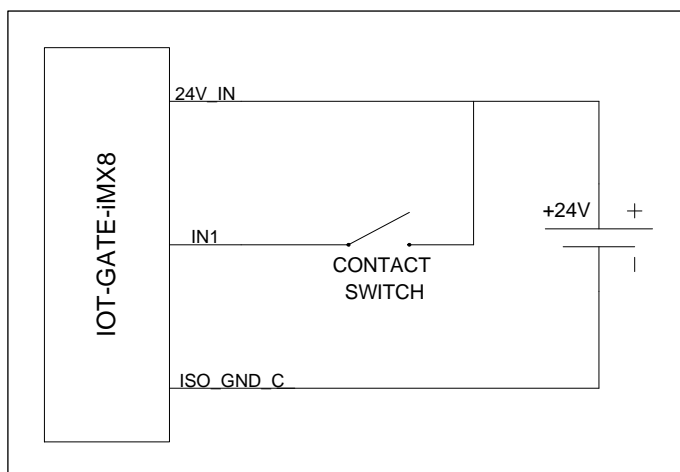 24V_IN
IOT-GATE-iMX8
+24V
+
IN1
CONTACT
SWITCH
–
ISO_GND_C